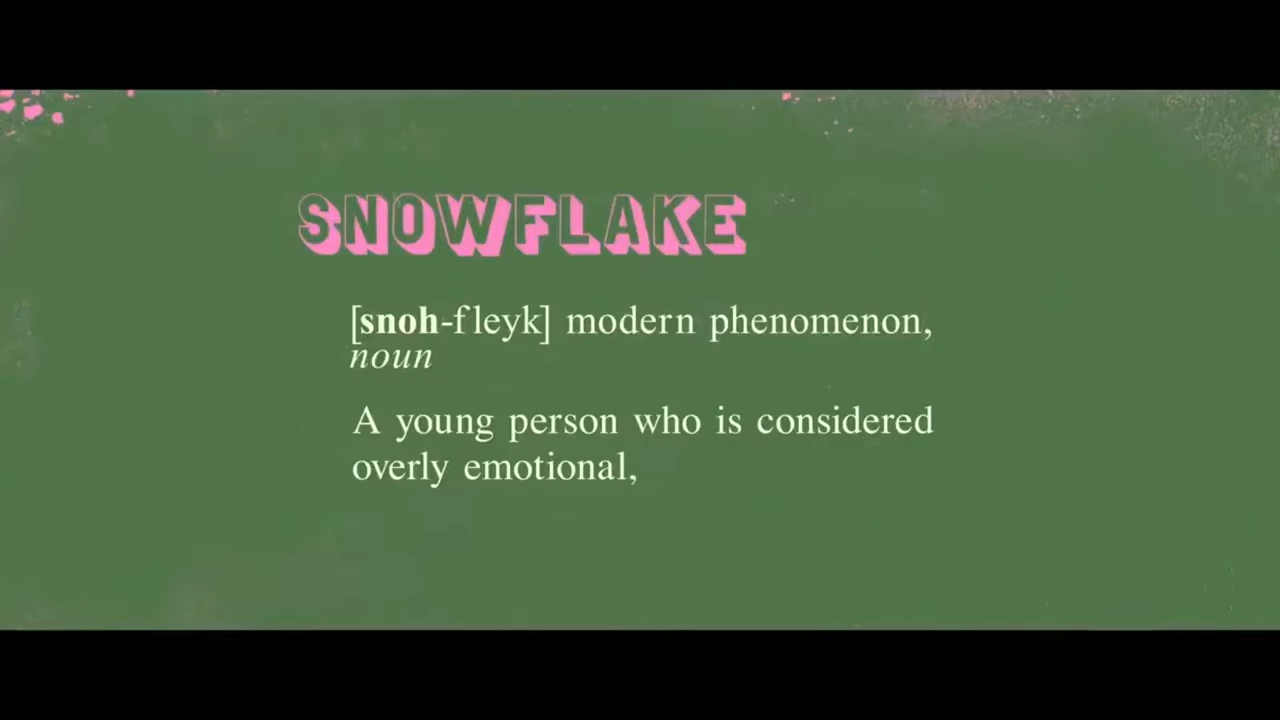 SNOWFLAKE
[snoh-fleyk] modern phenomenon,
noun
A young person who is considered
overly emotional,